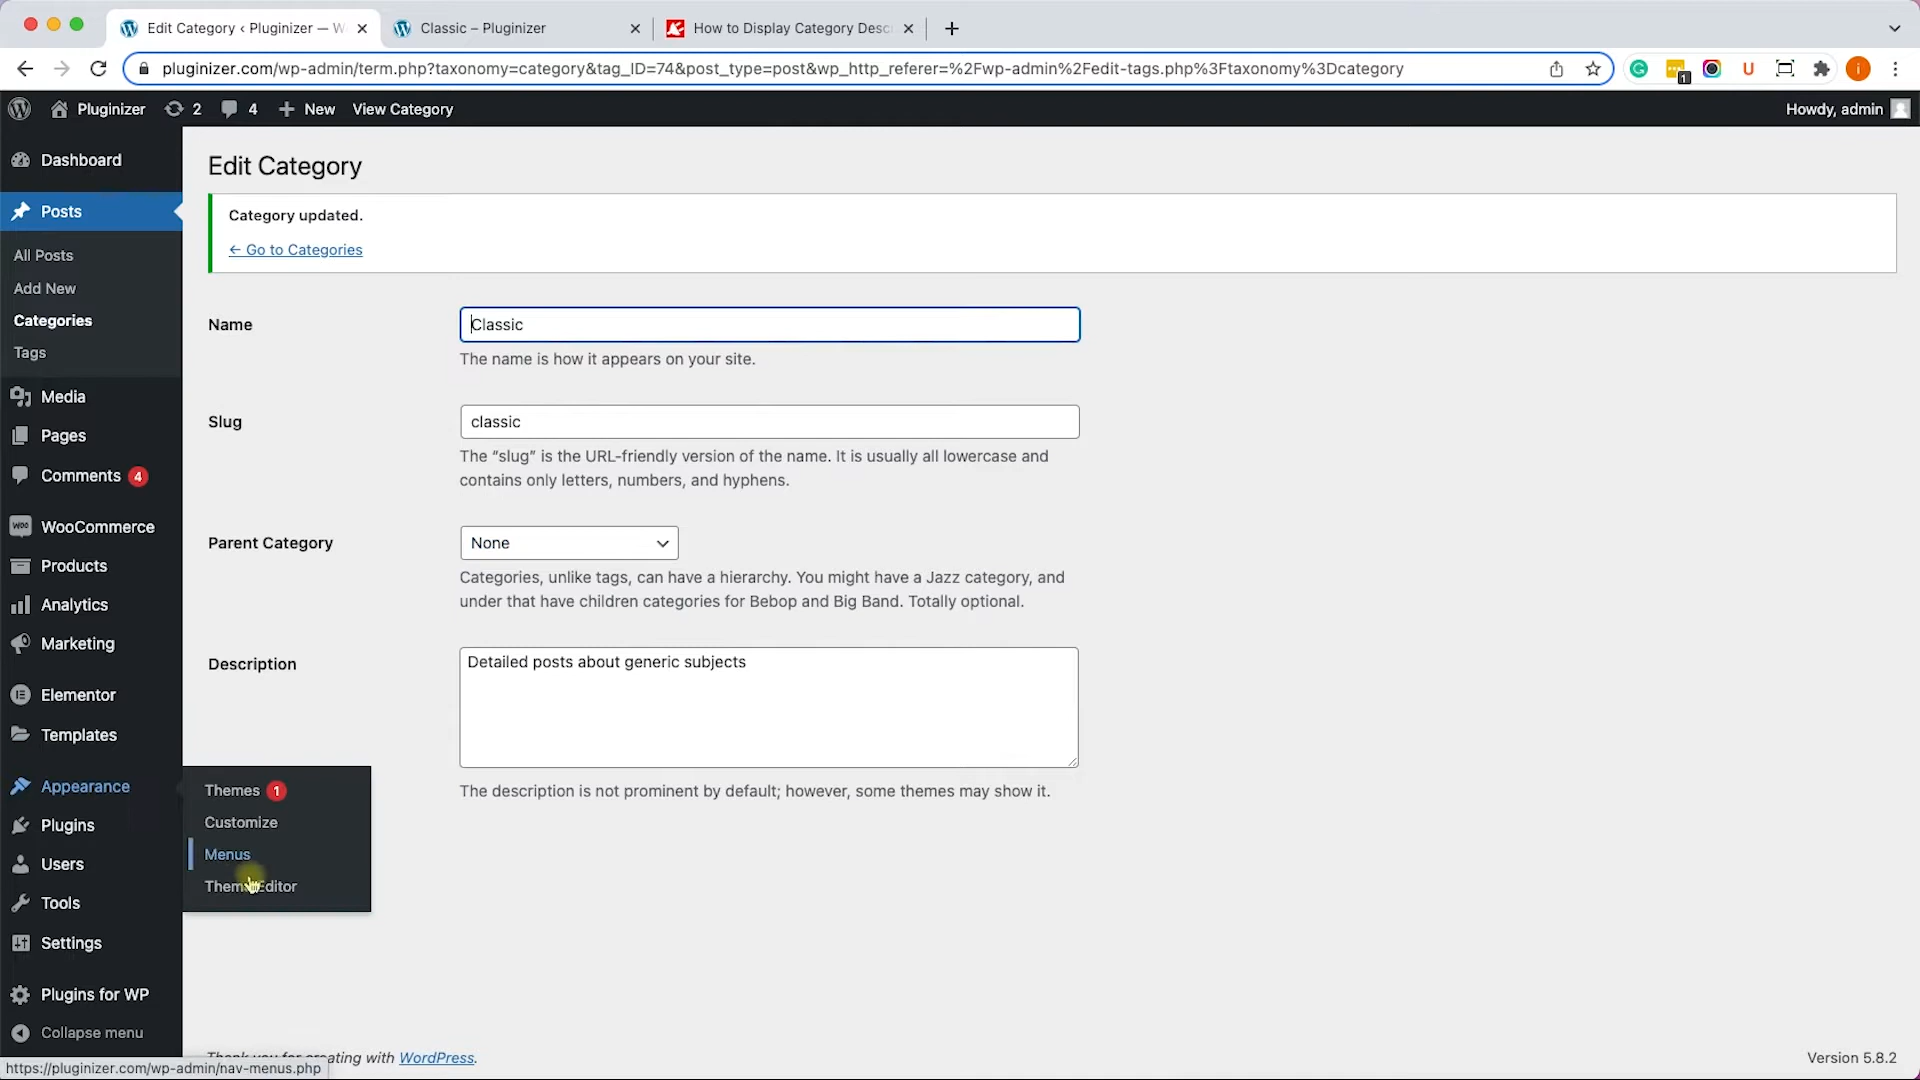 Edit Category ‹ Pluginizer — W
Classic – Pluginizer
How to Display Category Desc
pluginizer.com/wp-admin/term.php?taxonomy=category&tag_ID=74&post_type=post&wp_http_referer=%2Fwp-admin%2Fedit-tags.php%3Ftaxonomy%3Dcategory
1
U
i
Pluginizer
2
4
New
View Category
Howdy, admin
Dashboard
Posts
All Posts
Add New
Categories
Tags
Media
Pages
Comments 4
WooCommerce
Products
Analytics
Marketing
Elementor
Templates
Appearance
Plugins
Users
Tools
Settings
Plugins for WP
Collapse menu
Themes 1
Customize
Menus
Theme Editor
Edit Category
Category updated.
← Go to Categories
Name
Classic
The name is how it appears on your site.
Slug
classic
The “slug” is the URL-friendly version of the name. It is usually all lowercase and
contains only letters, numbers, and hyphens.
Parent Category
None
Categories, unlike tags, can have a hierarchy. You might have a Jazz category, and
under that have children categories for Bebop and Big Band. Totally optional.
Description
Detailed posts about generic subjects
The description is not prominent by default; however, some themes may show it.
Thank you for creating with WordPress.
Version 5.8.2
https://pluginizer.com/wp-admin/nav-menus.php